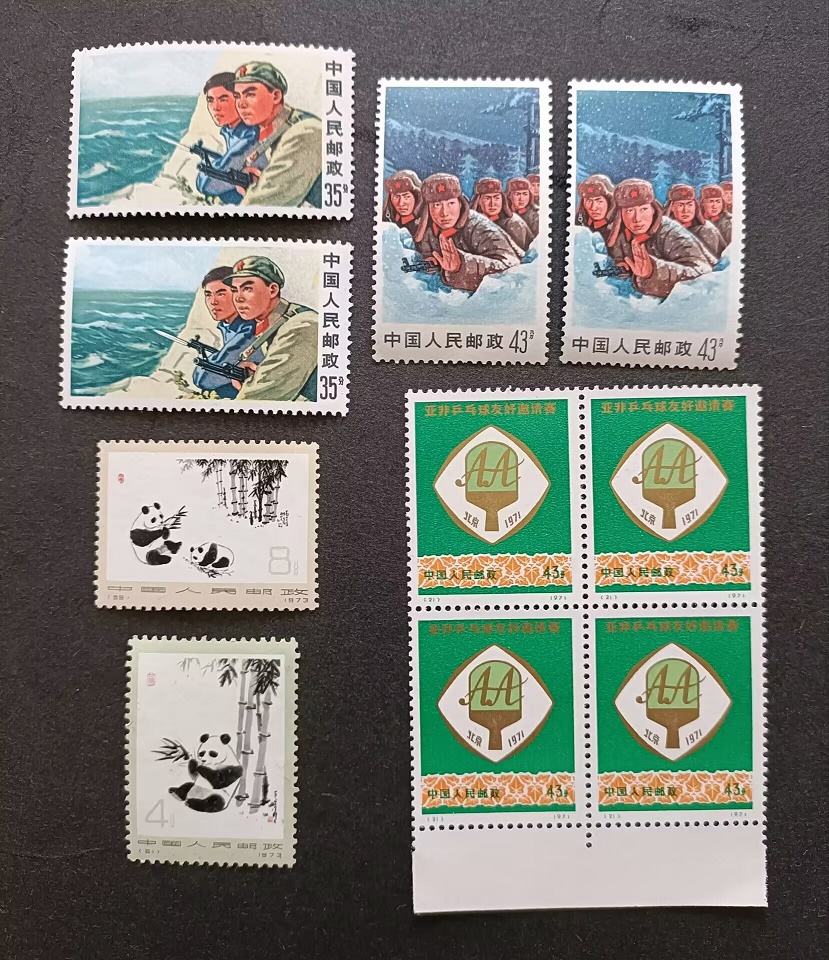 中国人民邮政
35分
中国人民邮政
35分
中国人民邮政 43分
中国人民邮政 43分
8分
中国人民邮政
1973
4分
中国人民邮政
1973
亚非乒乓球友好邀请赛
AA
北京 1971
中国人民邮政 43分
(21) 1971
亚非乒乓球友好邀请赛
AA
北京 1971
中国人民邮政 43分
(21) 1971
亚非乒乓球友好邀请赛
AA
北京 1971
中国人民邮政 43分
(21) 1971
亚非乒乓球友好邀请赛
AA
北京 1971
中国人民邮政 43分
(21) 1971